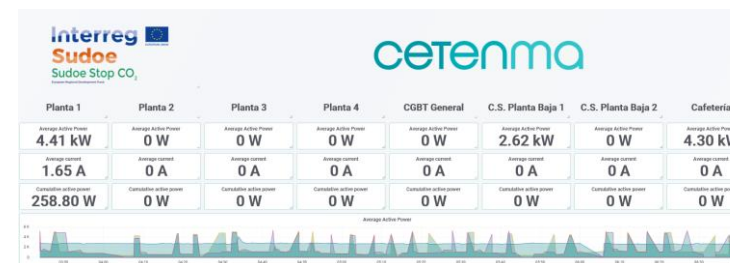 Interreg
Sudoe
Sudoe Stop CO2
ceτenma
Planta 1 Planta 2 Planta 3 Planta 4 CGBT General C.S. Planta Baja 1 C.S. Planta Baja 2 Cafetería
Average Active Power Average Active Power Average Active Power Average Active Power Average Active Power Average Active Power Average Active Power Average Active Pow
4.41 kW 0 W 0 W 0 W 0 W 2.62 kW 0 W 4.30 kW
Average current Average current Average current Average current Average current Average current Average current Average current
1.65 A 0 A 0 A 0 A 0 A 0 A 0 A 0 A
Cumulative active power Cumulative active power Cumulative active power Cumulative active power Cumulative active power Cumulative active power Cumulative active power Cumulative active pow
258.80 W 0 W 0 W 0 W 0 W 0 W 0 W 0 W
Average Active Power